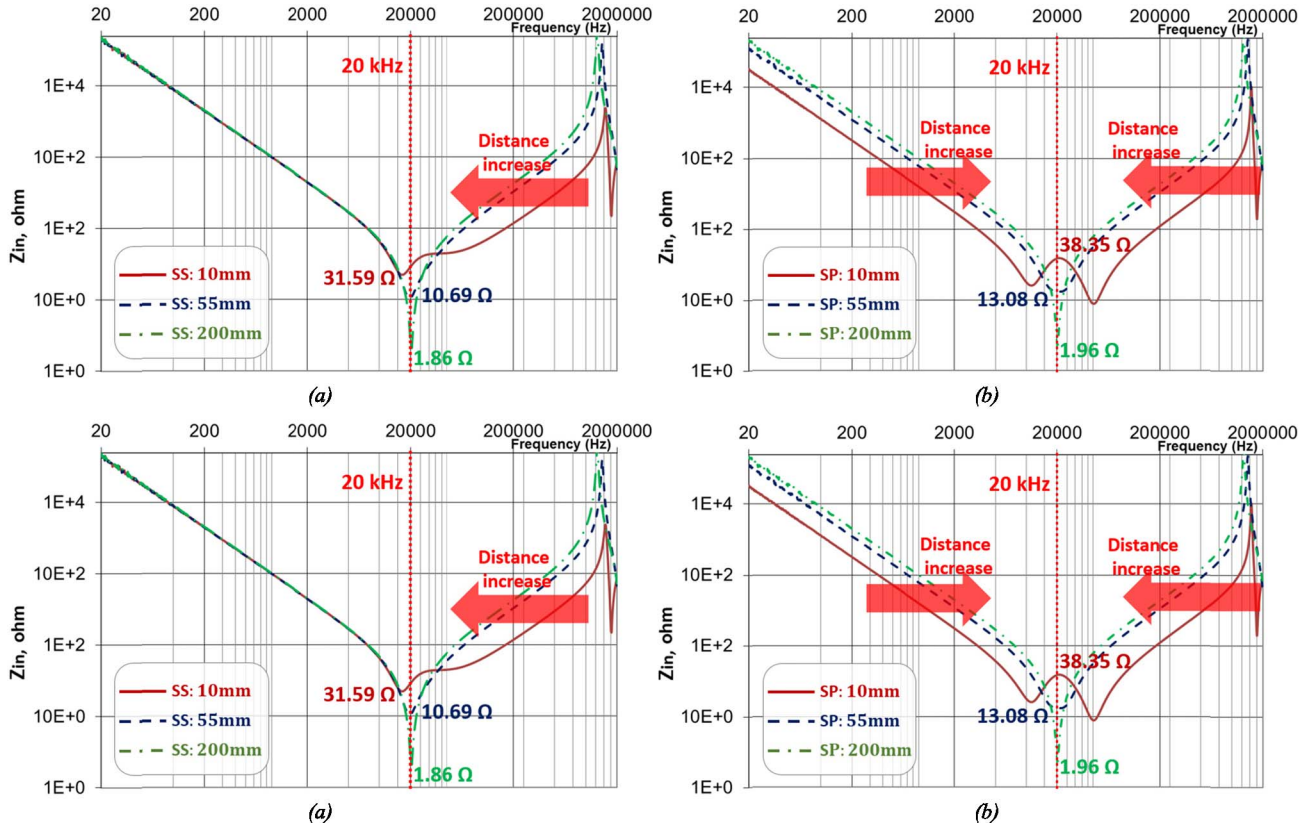 20 200 2000 20000 200000 2000000
Frequency (Hz)
20 kHz
1E+4
10E+2
1E+2
10E+0
1E+0
Zin, ohm
Distance
increase
31.59 Ω
10.69 Ω
1.86 Ω
SS: 10mm
SS: 55mm
SS: 200mm
(a)
20 200 2000 20000 200000 2000000
Frequency (Hz)
20 kHz
1E+4
10E+2
1E+2
10E+0
1E+0
Zin, ohm
Distance
increase
Distance
increase
38.35 Ω
13.08 Ω
1.96 Ω
SP: 10mm
SP: 55mm
SP: 200mm
(b)
20 200 2000 20000 200000 2000000
Frequency (Hz)
20 kHz
1E+4
10E+2
1E+2
10E+0
1E+0
Zin, ohm
Distance
increase
31.59 Ω
10.69 Ω
1.86 Ω
SS: 10mm
SS: 55mm
SS: 200mm
(a)
20 200 2000 20000 200000 2000000
Frequency (Hz)
20 kHz
1E+4
10E+2
1E+2
10E+0
1E+0
Zin, ohm
Distance
increase
Distance
increase
38.35 Ω
13.08 Ω
1.96 Ω
SP: 10mm
SP: 55mm
SP: 200mm
(b)